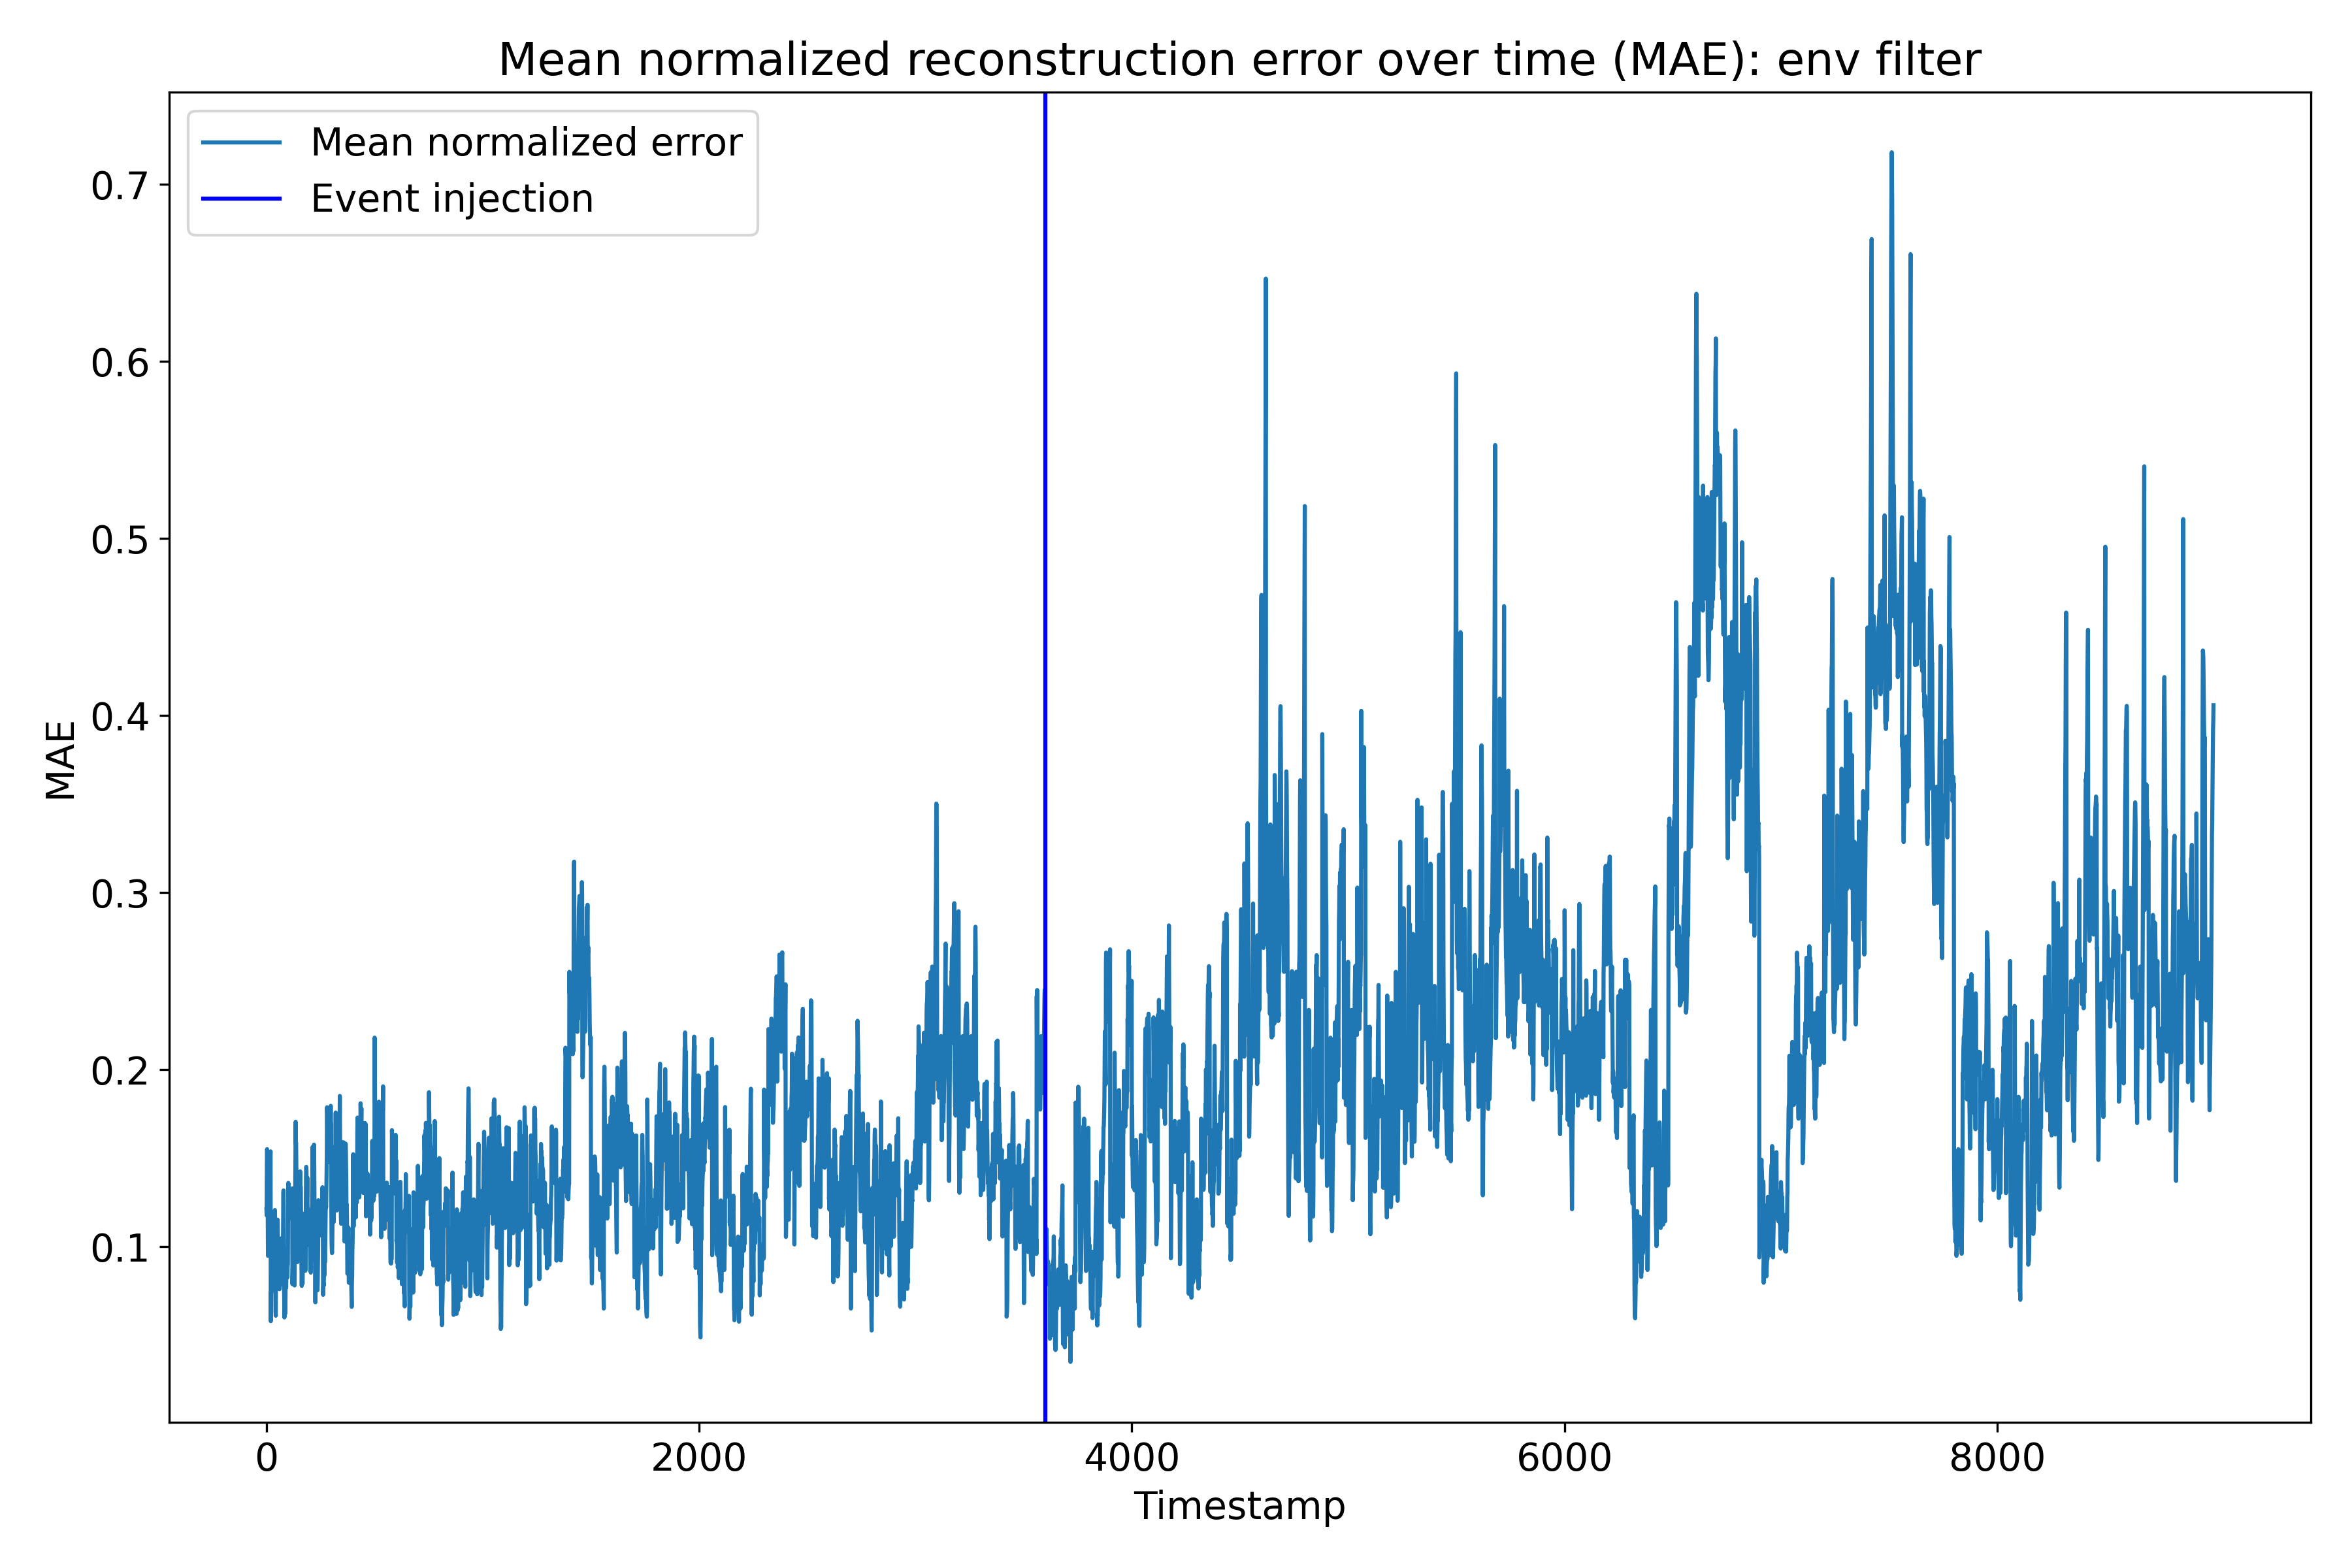 Mean normalized reconstruction error over time (MAE): env filter
Mean normalized error
Event injection
0.7
0.6
0.5
0.4
0.3
0.2
0.1
MAE
0 2000 4000 6000 8000
Timestamp